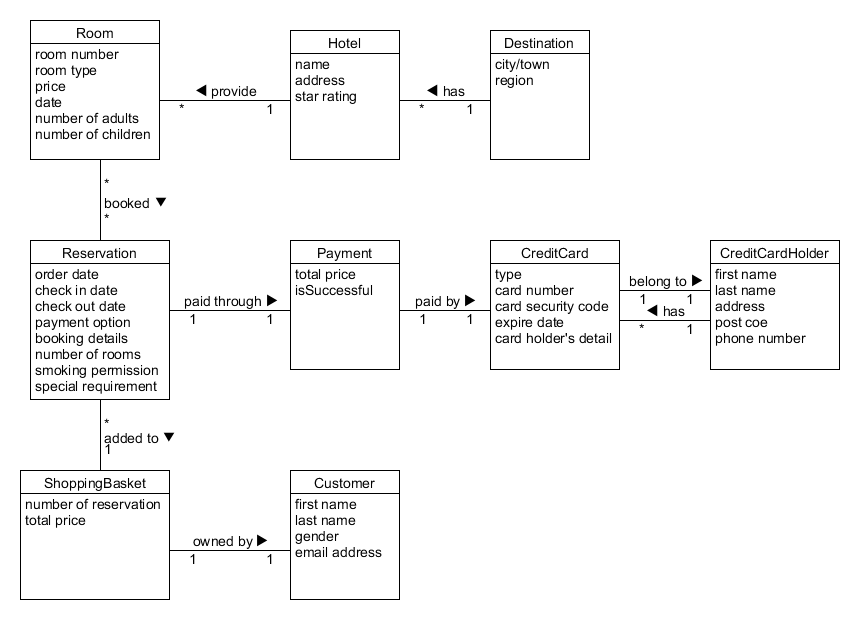 Room
room number
room type
price
date
number of adults
number of children
Hotel
name
address
star rating
Destination
city/town
region
◀ provide
* 1
◀ has
* 1
*
booked ▼
*
Reservation
order date
check in date
check out date
payment option
booking details
number of rooms
smoking permission
special requirement
paid through ▶
1 1
Payment
total price
isSuccessful
paid by ▶
1 1
CreditCard
type
card number
card security code
expire date
card holder's detail
belong to ▶
1 1
◀ has
* 1
CreditCardHolder
first name
last name
address
post coe
phone number
*
added to ▼
1
ShoppingBasket
number of reservation
total price
owned by ▶
1 1
Customer
first name
last name
gender
email address